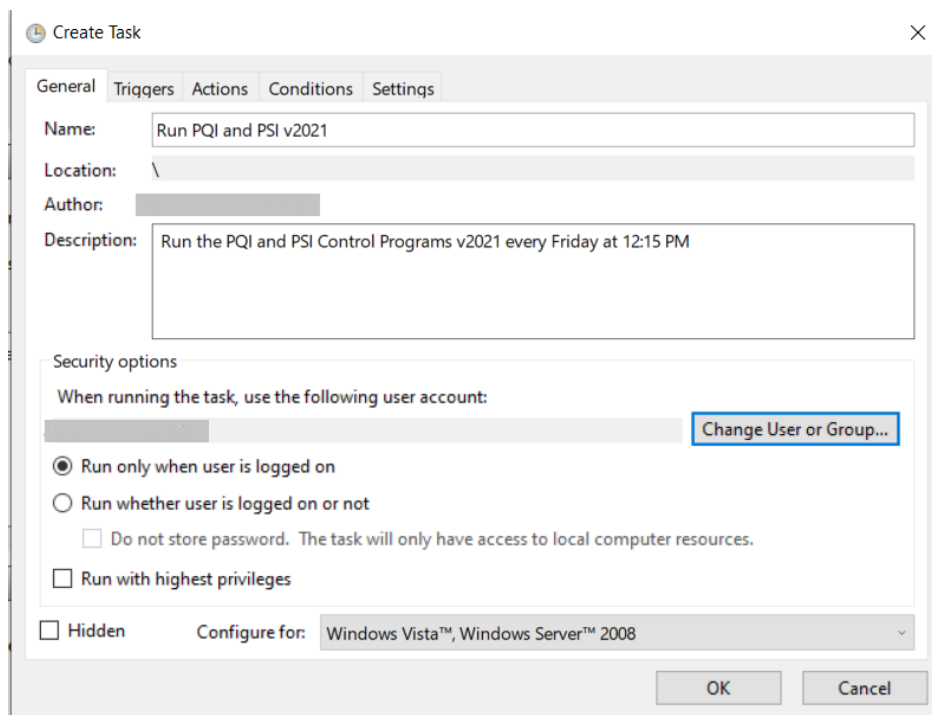 Create Task
General Triggers Actions Conditions Settings
Name: Run PQI and PSI v2021
Location: \
Author:
Description: Run the PQI and PSI Control Programs v2021 every Friday at 12:15 PM
Security options
When running the task, use the following user account:
Change User or Group...
Run only when user is logged on
Run whether user is logged on or not
Do not store password. The task will only have access to local computer resources.
Run with highest privileges
Hidden Configure for: Windows Vista™, Windows Server™ 2008
OK Cancel